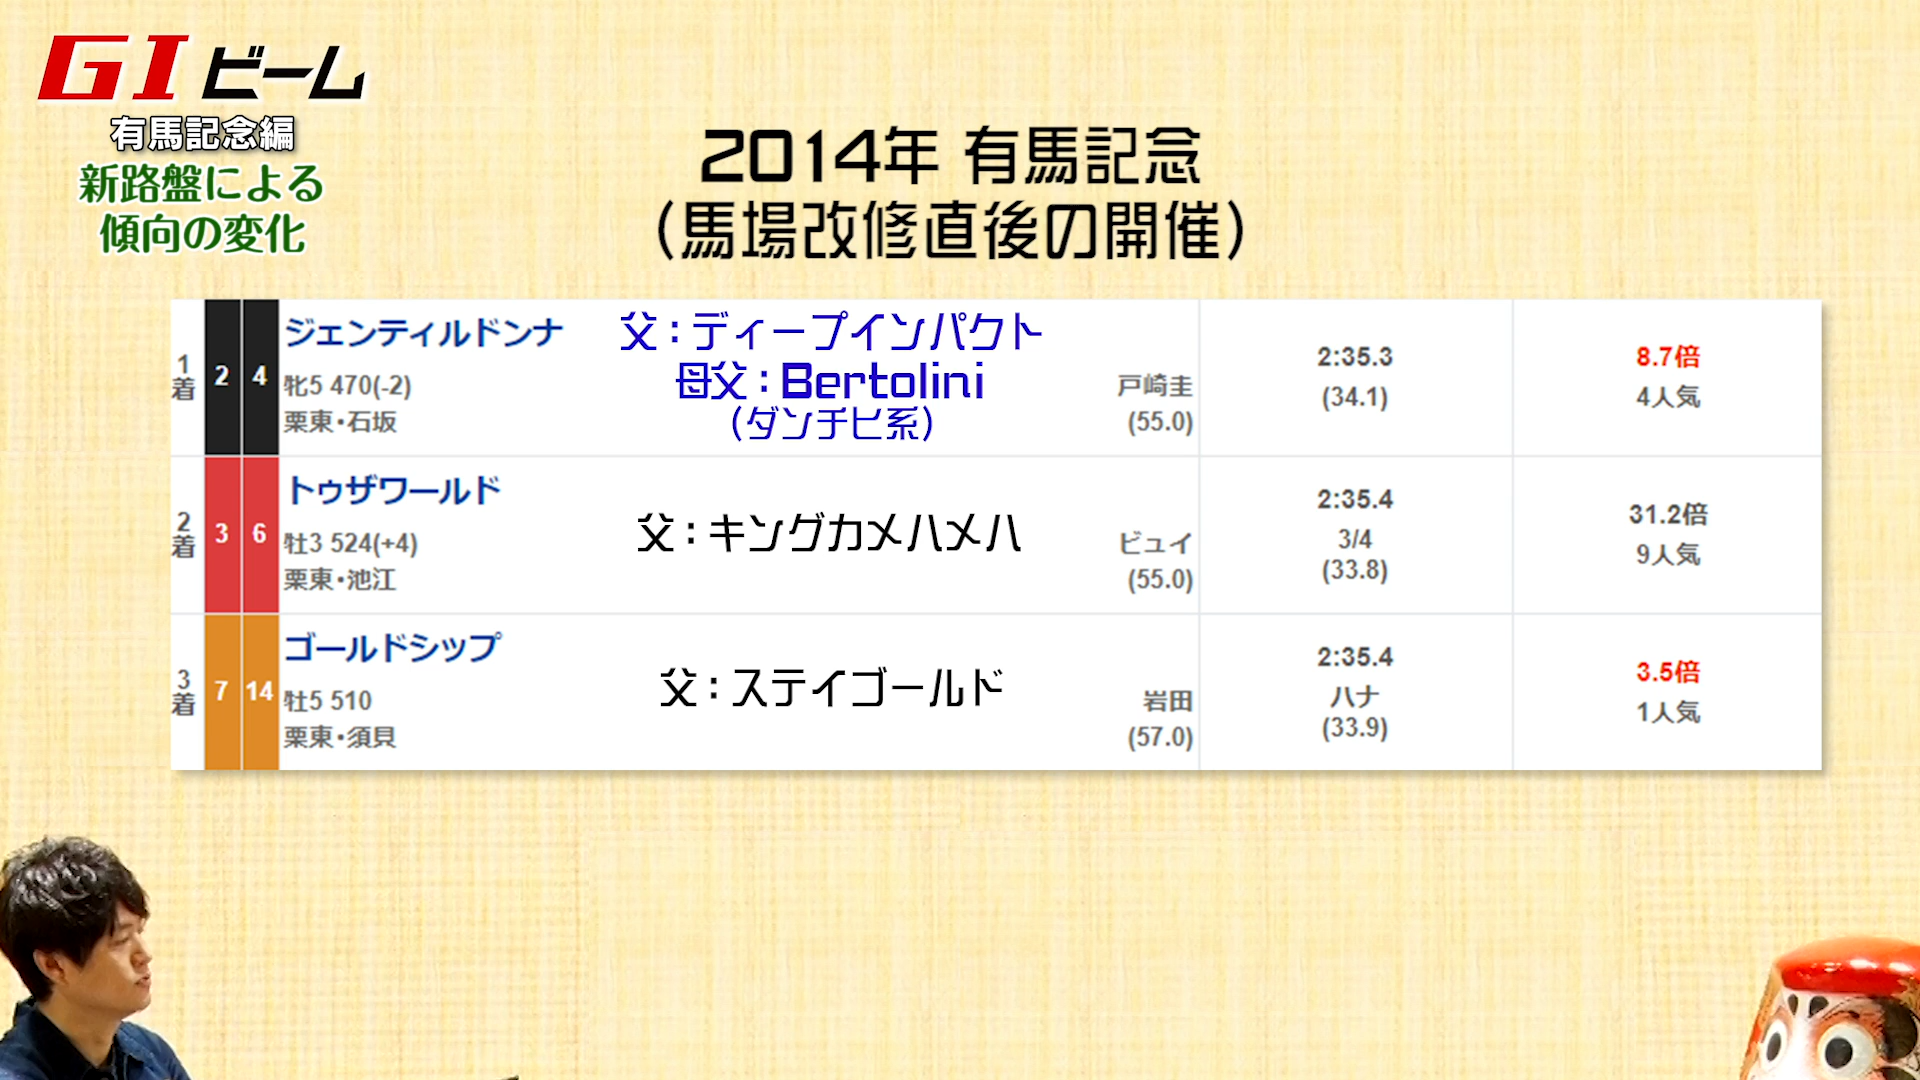 GIビーム
有馬記念編
新路盤による
傾向の変化
2014年 有馬記念
（馬場改修直後の開催）
1着 2 4 ジェンティルドンナ
牝5 470(-2)
栗東・石坂
父：ディープインパクト
母父：Bertolini
（ダンチヒ系）
戸崎圭
(55.0)
2:35.3
(34.1)
8.7倍
4人気
2着 3 6 トゥザワールド
牡3 524(+4)
栗東・池江
父：キングカメハメハ
ビュイ
(55.0)
2:35.4
3/4
(33.8)
31.2倍
9人気
3着 7 14 ゴールドシップ
牡5 510
栗東・須貝
父：ステイゴールド
岩田
(57.0)
2:35.4
ハナ
(33.9)
3.5倍
1人気